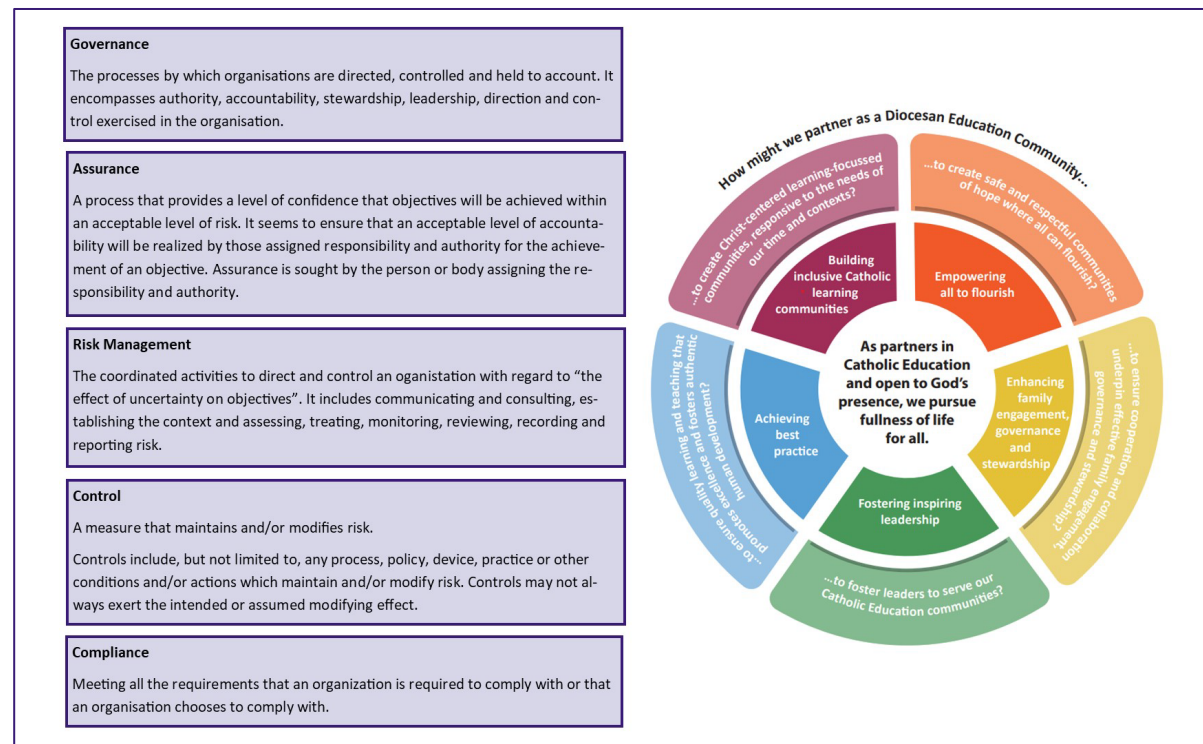 Governance
The processes by which organisations are directed, controlled and held to account. It
encompasses authority, accountability, stewardship, leadership, direction and con-
trol exercised in the organisation.
Assurance
A process that provides a level of confidence that objectives will be achieved within
an acceptable level of risk. It seems to ensure that an acceptable level of accounta-
bility will be realized by those assigned responsibility and authority for the achieve-
ment of an objective. Assurance is sought by the person or body assigning the re-
sponsibility and authority.
Risk Management
The coordinated activities to direct and control an oganistation with regard to “the
effect of uncertainty on objectives”. It includes communicating and consulting, es-
tablishing the context and assessing, treating, monitoring, reviewing, recording and
reporting risk.
Control
A measure that maintains and/or modifies risk.
Controls include, but not limited to, any process, policy, device, practice or other
conditions and/or actions which maintain and/or modify risk. Controls may not al-
ways exert the intended or assumed modifying effect.
Compliance
Meeting all the requirements that an organization is required to comply with or that
an organisation chooses to comply with.
How might we partner as a Diocesan Education Community...
...to create Christ-centered learning-focussed
communities, responsive to the needs of
our time and contexts?
...to create safe and respectful communities
of hope where all can flourish?
...to ensure cooperation and collaboration
underpin effective family engagement,
governance and stewardship?
...to foster leaders to serve our
Catholic Education communities?
...to ensure quality learning and teaching that
promotes excellence and fosters authentic
human development?
Building
inclusive Catholic
learning
communities
Empowering
all to flourish
Enhancing
family
engagement,
governance
and
stewardship
Fostering inspiring
leadership
Achieving
best
practice
As partners in
Catholic Education
and open to God’s
presence, we pursue
fullness of life
for all.